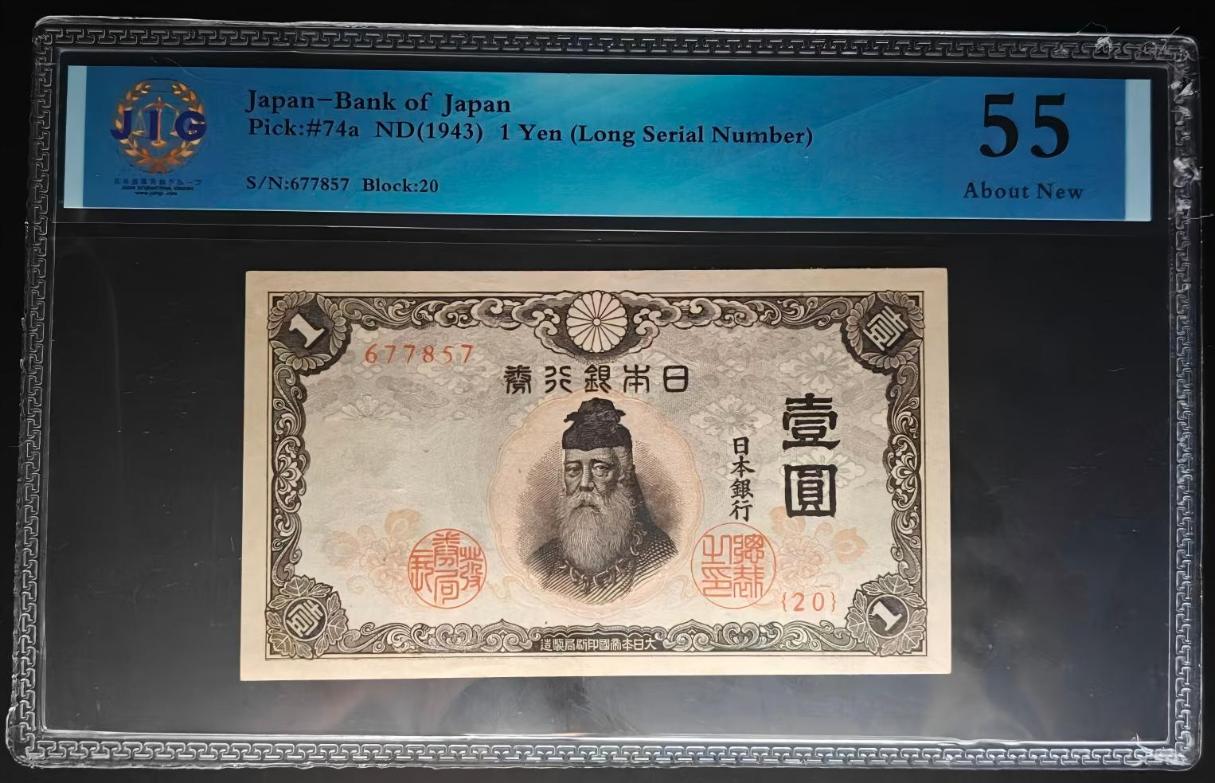 JIG
Japan-Bank of Japan
Pick:#74a ND(1943) 1 Yen (Long Serial Number)
S/N:677857 Block:20
55
About New
1
壹
677857
券行銀本日
壹圓
日本銀行
{20}
壹
1
造製局刷印國帝本日大